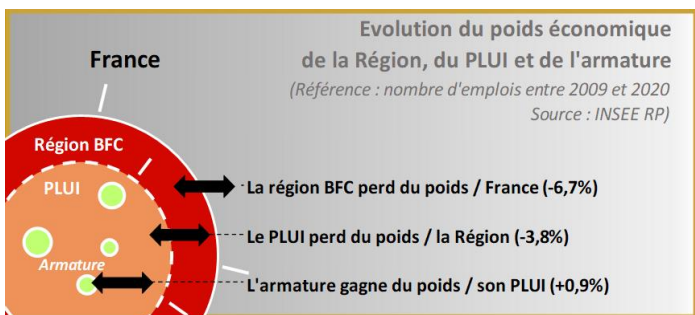 Evolution du poids économique
de la Région, du PLUI et de l'armature
(Référence : nombre d'emplois entre 2009 et 2020
Source : INSEE RP)
France
Région BFC
PLUI
Armature
La région BFC perd du poids / France (-6,7%)
Le PLUI perd du poids / la Région (-3,8%)
L'armature gagne du poids / son PLUI (+0,9%)